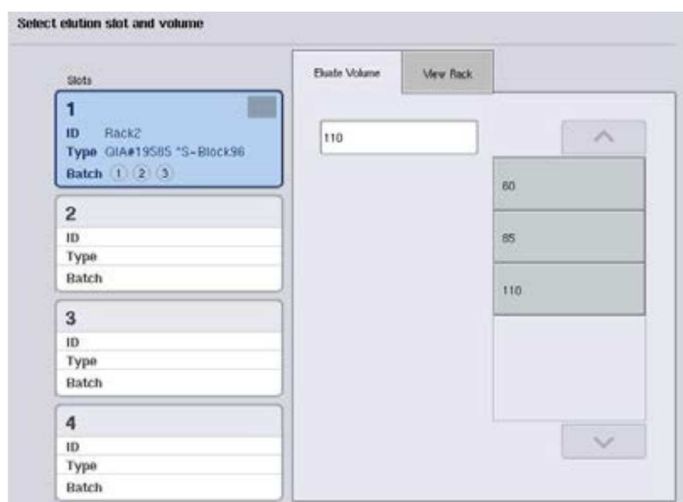 Select elution slot and volume
Slots
1
ID Rack2
Type QIA#19585 *S-Block96
Batch 1 2 3
2
ID
Type
Batch
3
ID
Type
Batch
4
ID
Type
Batch
Eluate Volume
View Rack
110
60
85
110